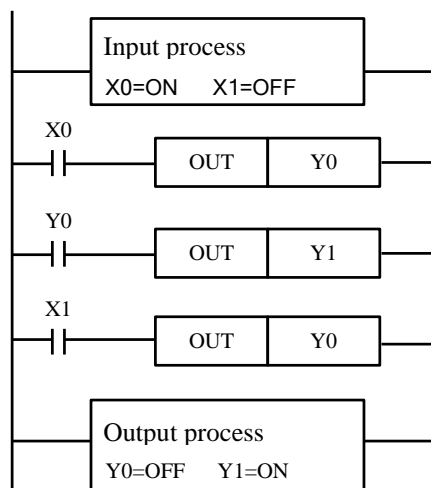 Input process
X0=ON X1=OFF
X0
OUT Y0
Y0
OUT Y1
X1
OUT Y0
Output process
Y0=OFF Y1=ON